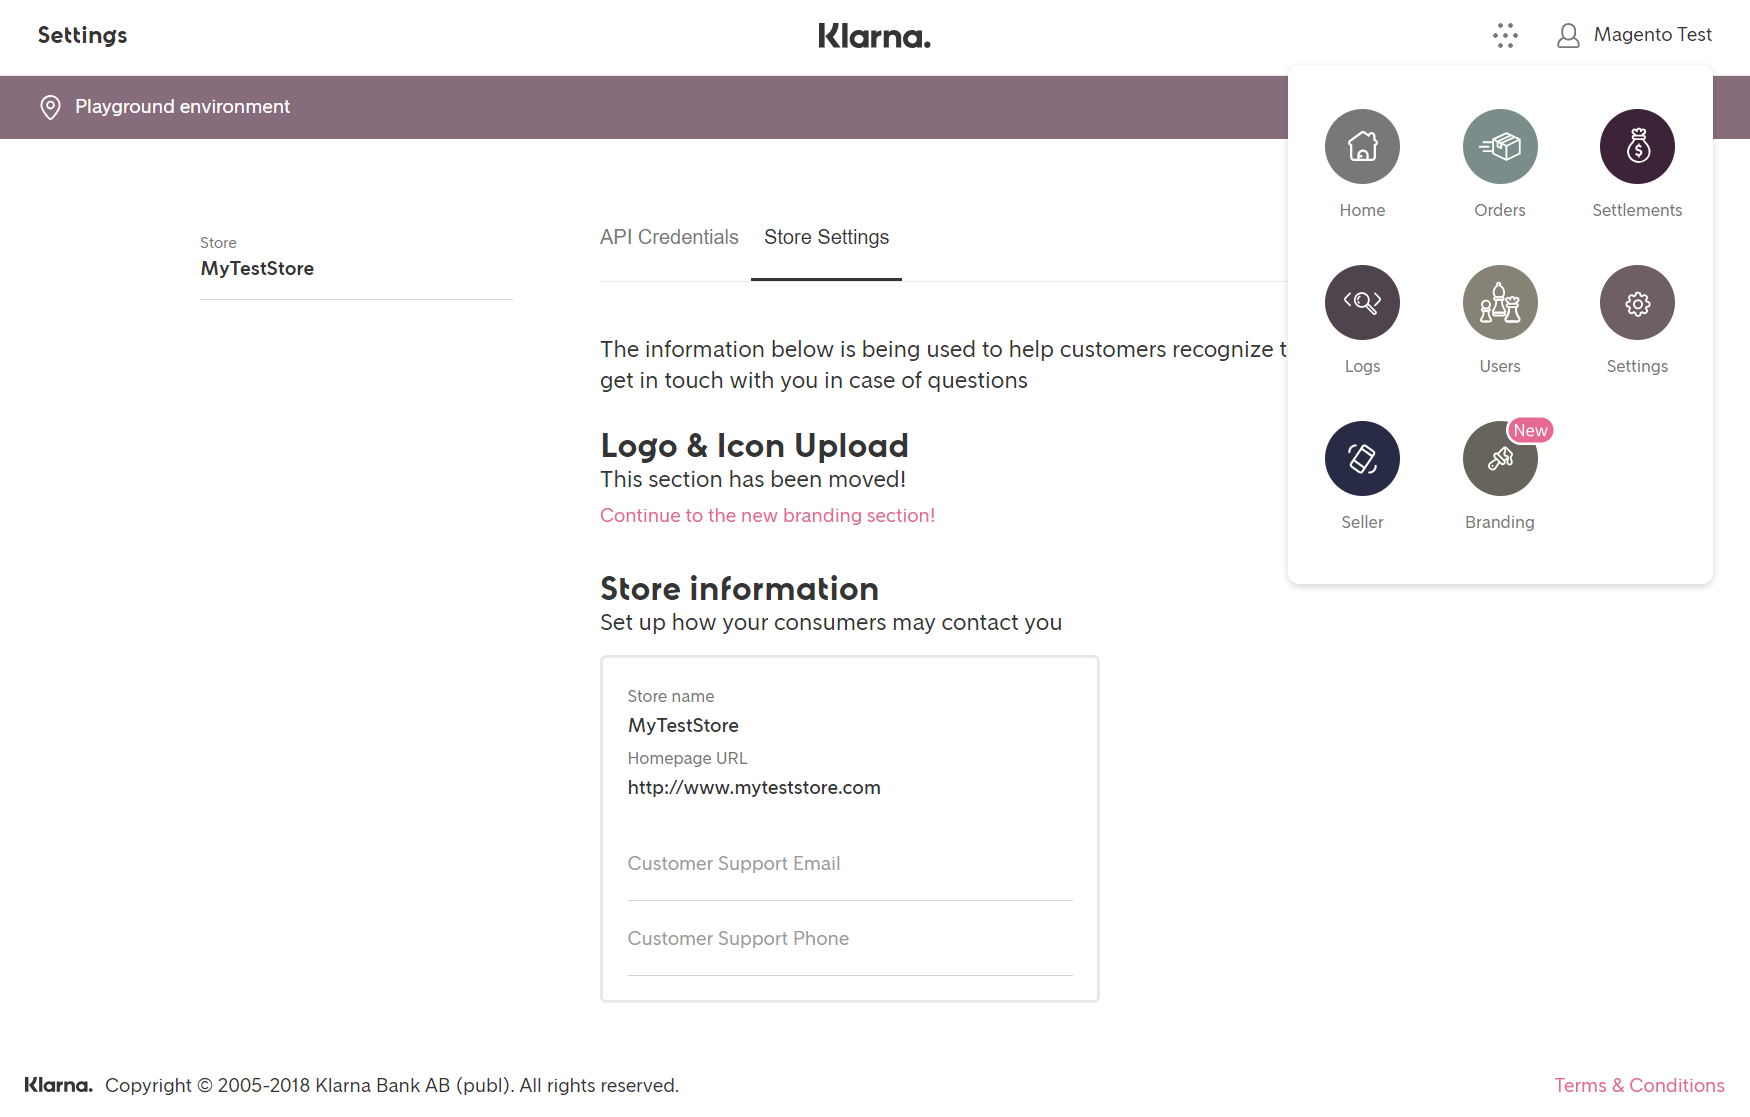 Settings
Klarna.
Magento Test
Playground environment
Home
Orders
Settlements
Logs
Users
Settings
Seller
New
Branding
Store
MyTestStore
API Credentials
Store Settings
The information below is being used to help customers recognize t
get in touch with you in case of questions
Logo & Icon Upload
This section has been moved!
Continue to the new branding section!
Store information
Set up how your consumers may contact you
Store name
MyTestStore
Homepage URL
http://www.myteststore.com
Customer Support Email
Customer Support Phone
Klarna. Copyright © 2005-2018 Klarna Bank AB (publ). All rights reserved.
Terms & Conditions